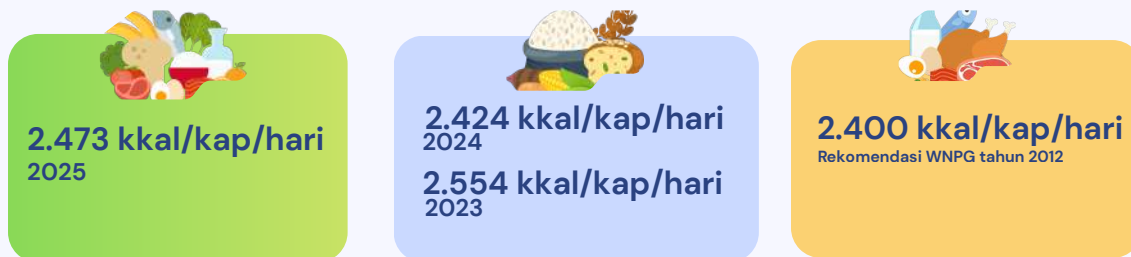 2.473 kkal/kap/hari
2025
2.424 kkal/kap/hari
2024
2.554 kkal/kap/hari
2023
2.400 kkal/kap/hari
Rekomendasi WNPG tahun 2012